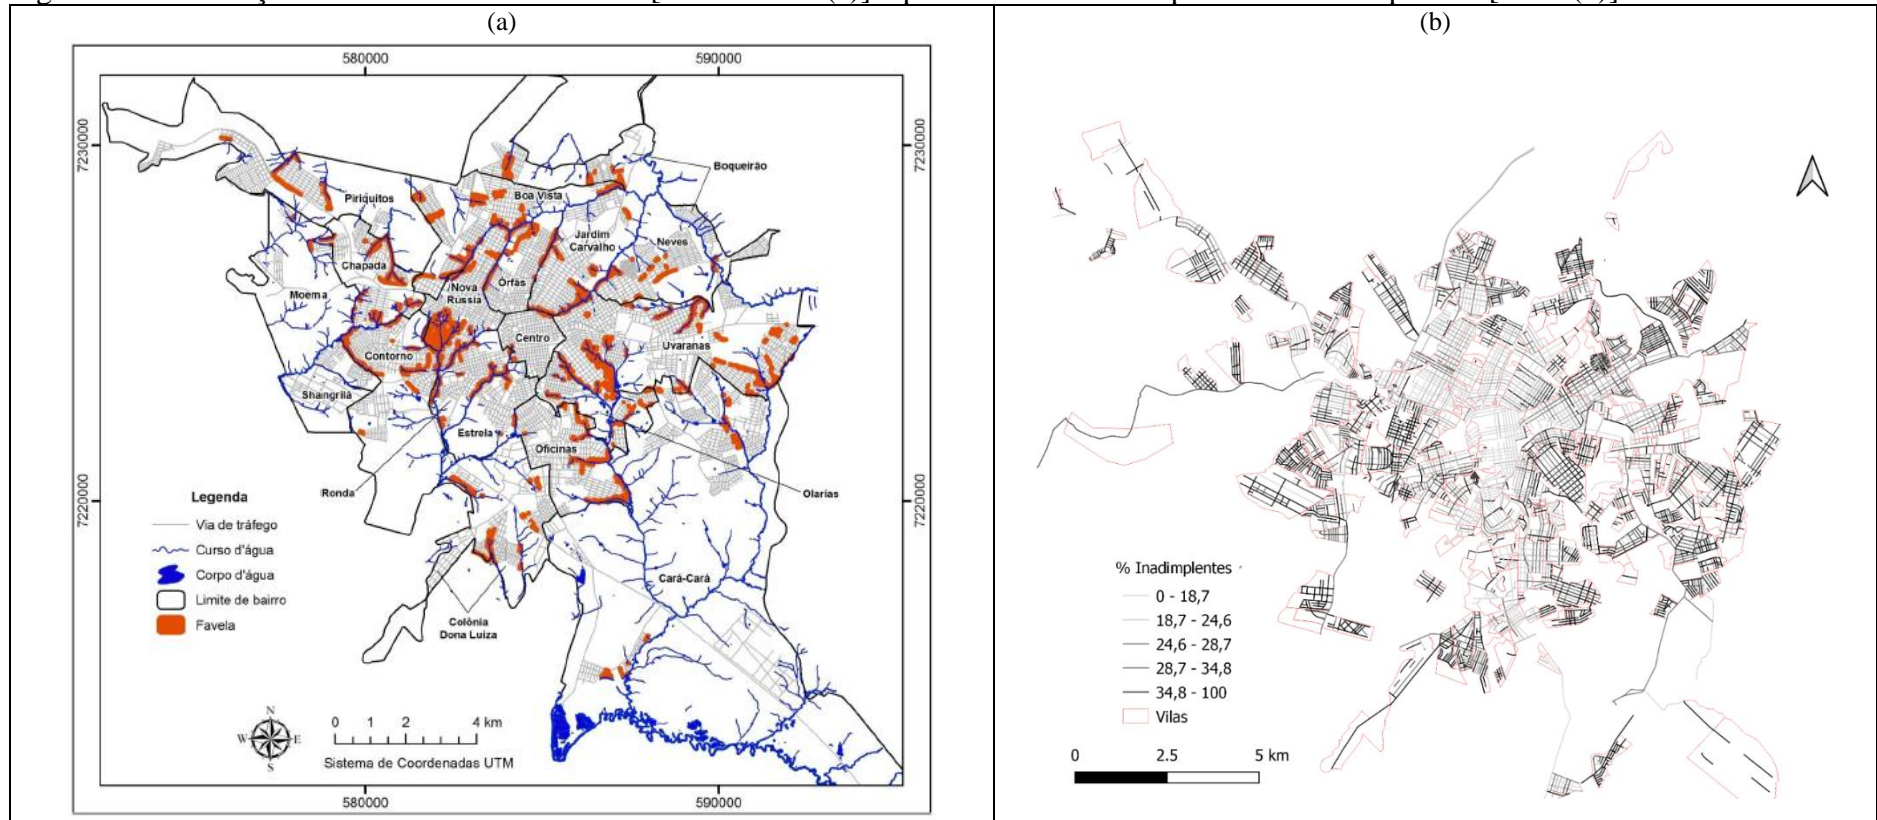 (a)
(b)
580000
590000
7230000
7230000
Boqueirão
Piriquitos
Boa Vista
Jardim
Carvalho
Neves
Chapada
Nova
Rússia
Órfãs
Moema
Centro
Uvaranas
Contorno
Shangrilá
Estrela
Oficinas
Ronda
Olarias
7220000
7220000
Legenda
Via de tráfego
Curso d'água
Corpo d'água
Limite de bairro
Favela
Cará-Cará
Colônia
Dona Luiza
N
W
E
S
0 1 2 4 km
Sistema de Coordenadas UTM
580000
590000
% Inadimplentes
0 - 18,7
18,7 - 24,6
24,6 - 28,7
28,7 - 34,8
34,8 - 100
Vilas
0 2.5 5 km